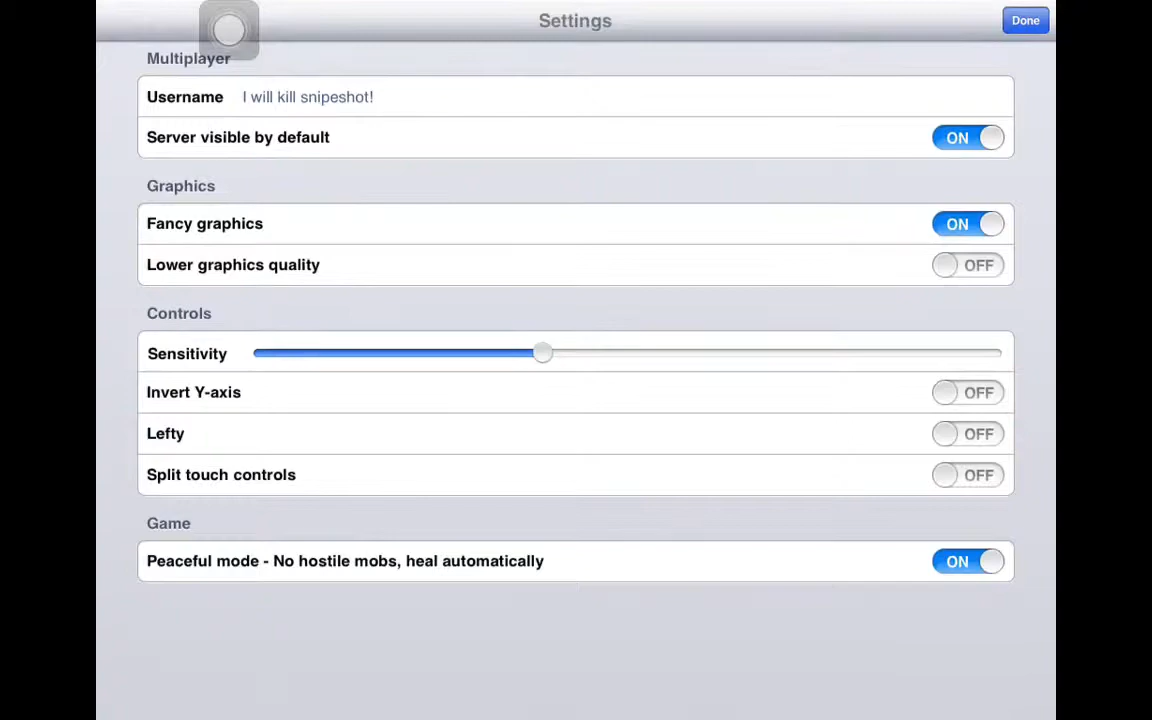 Settings
Done
Multiplayer
Username I will kill snipeshot!
Server visible by default ON
Graphics
Fancy graphics ON
Lower graphics quality OFF
Controls
Sensitivity
Invert Y-axis OFF
Lefty OFF
Split touch controls OFF
Game
Peaceful mode - No hostile mobs, heal automatically ON